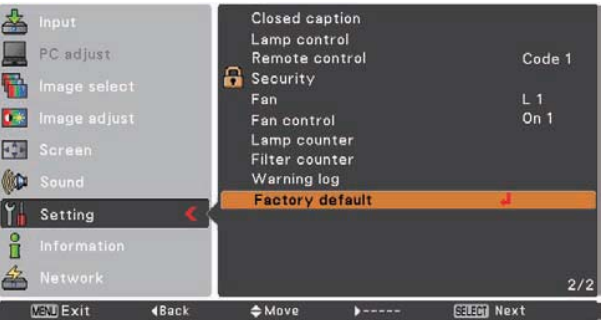 Input
PC adjust
Image select
Image adjust
Screen
Sound
Setting
Information
Network
Closed caption
Lamp control
Remote control Code 1
Security
Fan L 1
Fan control On 1
Lamp counter
Filter counter
Warning log
Factory default
2/2
MENU Exit ◀Back Move ▶----- SELECT Next